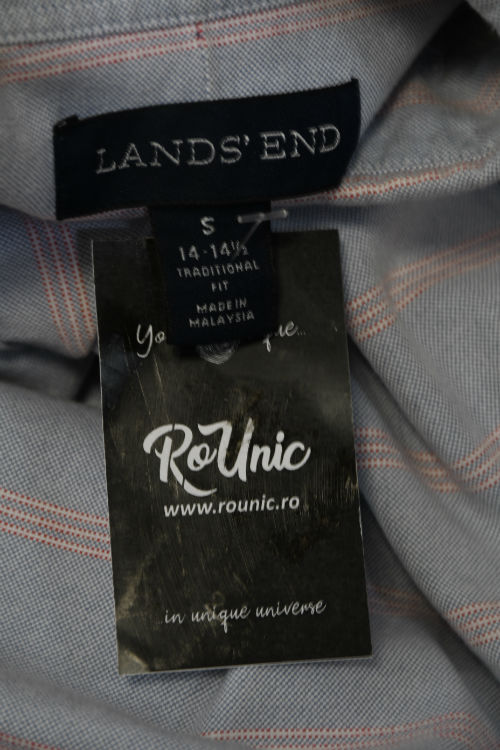 LANDS' END
S
14-14½
TRADITIONAL
FIT
MADE IN
MALAYSIA
RoUnic
www.rounic.ro
in unique universe